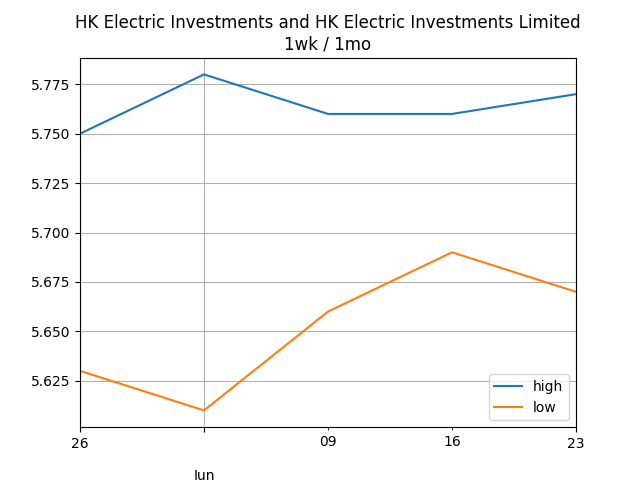 HK Electric Investments and HK Electric Investments Limited
1wk / 1mo
5.775
5.750
5.725
5.700
5.675
5.650
5.625
high
low
26
09
16
23
Jun